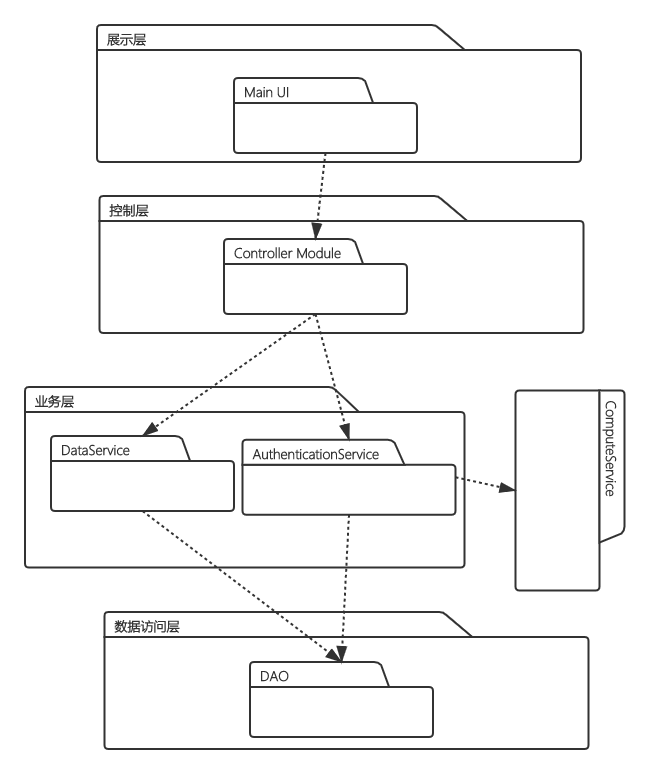 展示层
Main UI
控制层
Controller Module
业务层
DataService
AuthenticationService
ComputeService
数据访问层
DAO